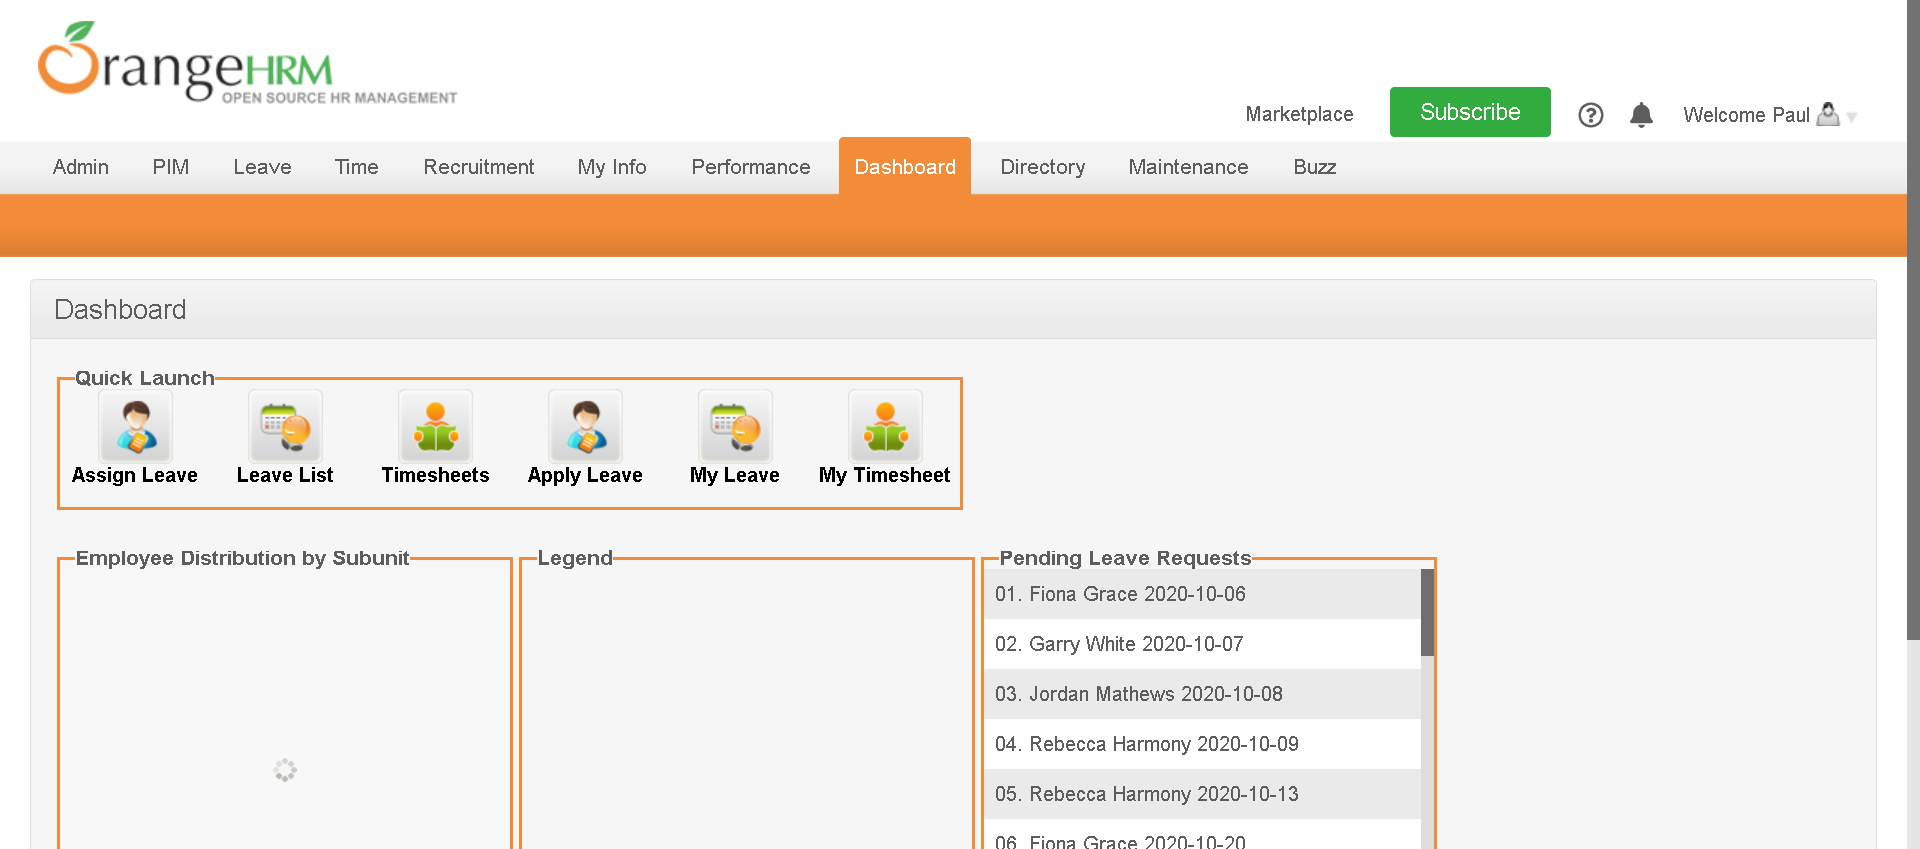 OrangeHRM
OPEN SOURCE HR MANAGEMENT
Marketplace
Subscribe
Welcome Paul
Admin PIM Leave Time Recruitment My Info Performance Dashboard Directory Maintenance Buzz
Dashboard
Quick Launch
Assign Leave Leave List Timesheets Apply Leave My Leave My Timesheet
Employee Distribution by Subunit
Legend
Pending Leave Requests
01. Fiona Grace 2020-10-06
02. Garry White 2020-10-07
03. Jordan Mathews 2020-10-08
04. Rebecca Harmony 2020-10-09
05. Rebecca Harmony 2020-10-13
06. Fiona Grace 2020-10-20